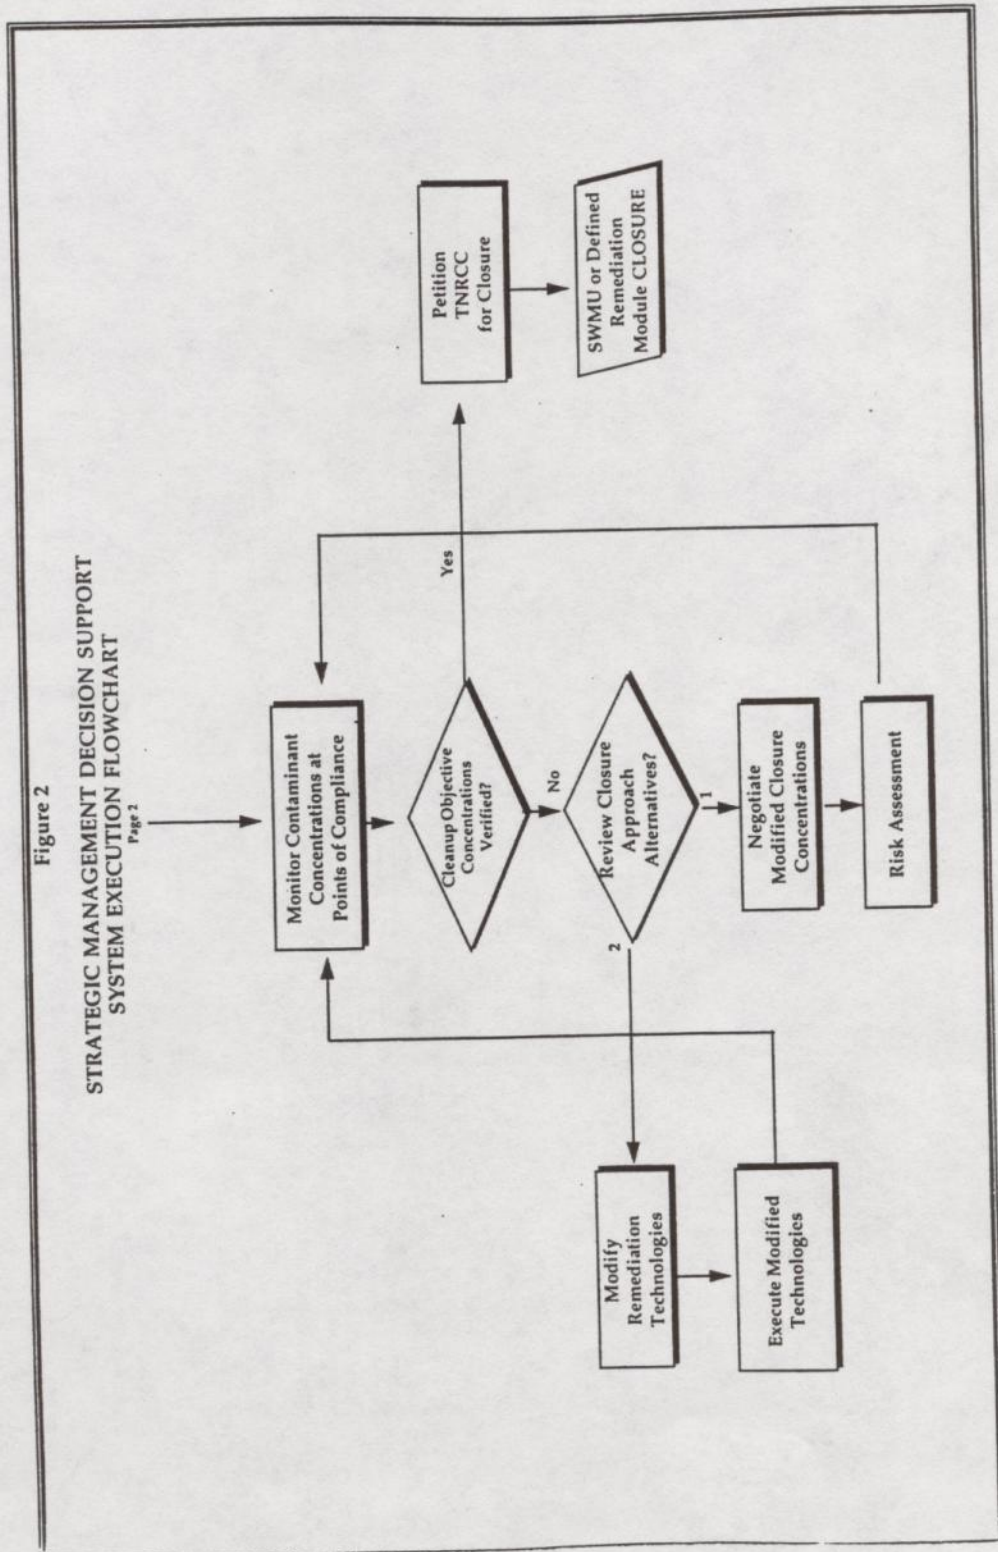 Figure 2
STRATEGIC MANAGEMENT DECISION SUPPORT
SYSTEM EXECUTION FLOWCHART
Page 2
Monitor Contaminant
Concentrations at
Points of Compliance
Cleanup Objective
Concentrations
Verified?
Yes
Petition
TNRCC
for Closure
SWMU or Defined
Remediation
Module CLOSURE
No
Review Closure
Approach
Alternatives?
2
1
Modify
Remediation
Technologies
Execute Modified
Technologies
Negotiate
Modified Closure
Concentrations
Risk Assessment